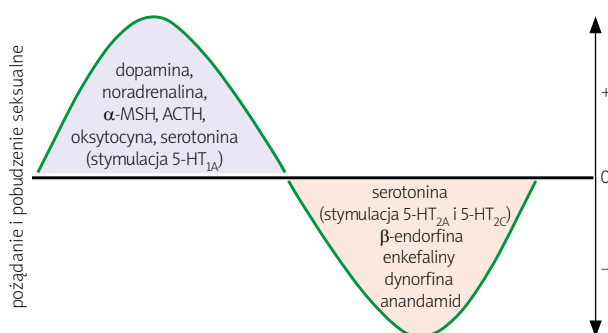 pożądanie i pobudzenie seksualne
dopamina,
noradrenalina,
α-MSH, ACTH,
oksytocyna, serotonina
(stymulacja 5-HT1A)
+
0
serotonina
(stymulacja 5-HT2A i 5-HT2C)
β-endorfina
enkefaliny
dynorfina
anandamid
–